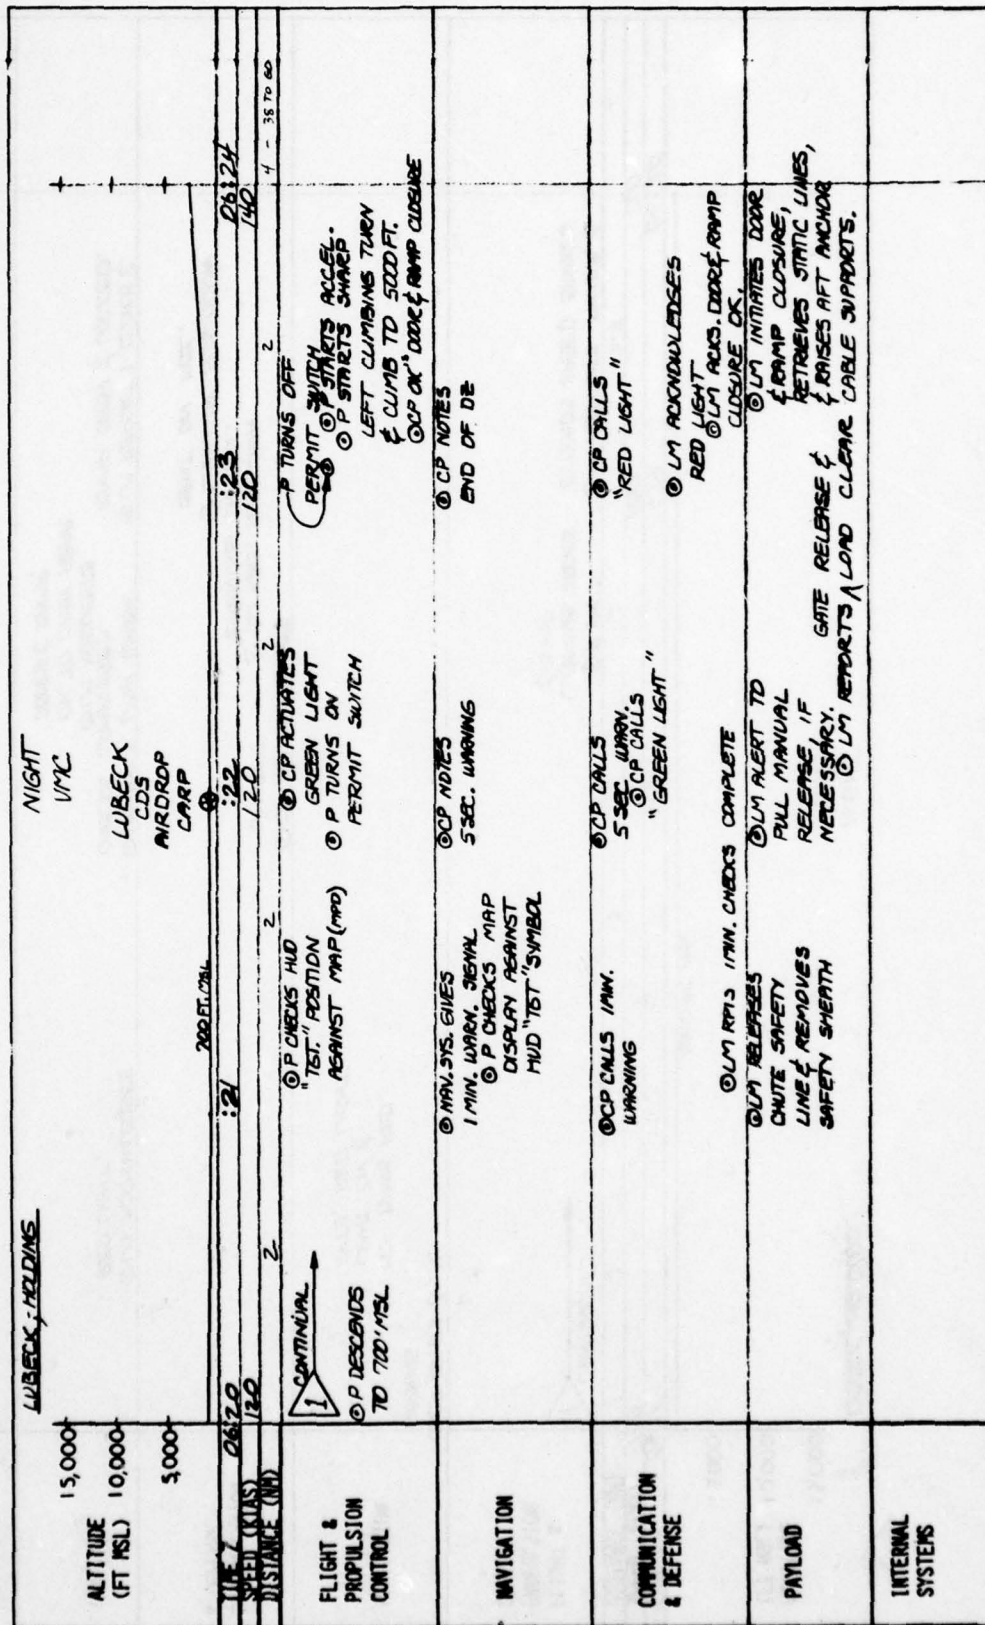 LUBECK, - HOLDING
NIGHT
VMC
LUBECK
CDS
AIRDROP
CARP
ALTITUDE
(FT MSL)
15,000
10,000
5,000
TIME Z 06:20 :21 :22 :23 06:24
SPEED (KIAS) 120 120 120 140
DISTANCE (NM) 2 2 2 2 4 - 38 TO GO
FLIGHT &
PROPULSION
CONTROL
1 CONTINUAL
P DESCENDS
TO 700' MSL
P CHECKS HUD
"TGT." POSITION
AGAINST MAP (MPD)
CP ACTUATES
GREEN LIGHT
P TURNS ON
PERMIT SWITCH
P TURNS OFF
PERMIT SWITCH
P STARTS ACCEL.
P STARTS SHARP
LEFT CLIMBING TURN
& CLIMB TO 5000 FT.
CP OK'S DOOR & RAMP CLOSURE
NAVIGATION
NAV. SYS. GIVES
1 MIN. WARN. SIGNAL
P CHECKS MAP
DISPLAY AGAINST
HUD "TGT" SYMBOL
CP NOTES
5 SEC. WARNING
CP NOTES
END OF DZ
COMMUNICATION
& DEFENSE
CP CALLS 1 MIN.
WARNING
LM RPTS 1 MIN. CHECKS COMPLETE
CP CALLS
5 SEC WARN.
CP CALLS
"GREEN LIGHT"
CP CALLS
"RED LIGHT"
LM ACKNOWLEDGES
RED LIGHT
LM ACKS. DOOR & RAMP
CLOSURE OK.
PAYLOAD
LM RELEASES
CHUTE SAFETY
LINE & REMOVES
SAFETY SHEATH
LM ALERT TO
PULL MANUAL
RELEASE, IF
NECESSARY.
GATE RELEASE &
LM REPORTS ∧ LOAD CLEAR
LM INITIATES DOOR
& RAMP CLOSURE,
RETRIEVES STATIC LINES,
& RAISES AFT ANCHOR
CABLE SUPPORTS.
INTERNAL
SYSTEMS